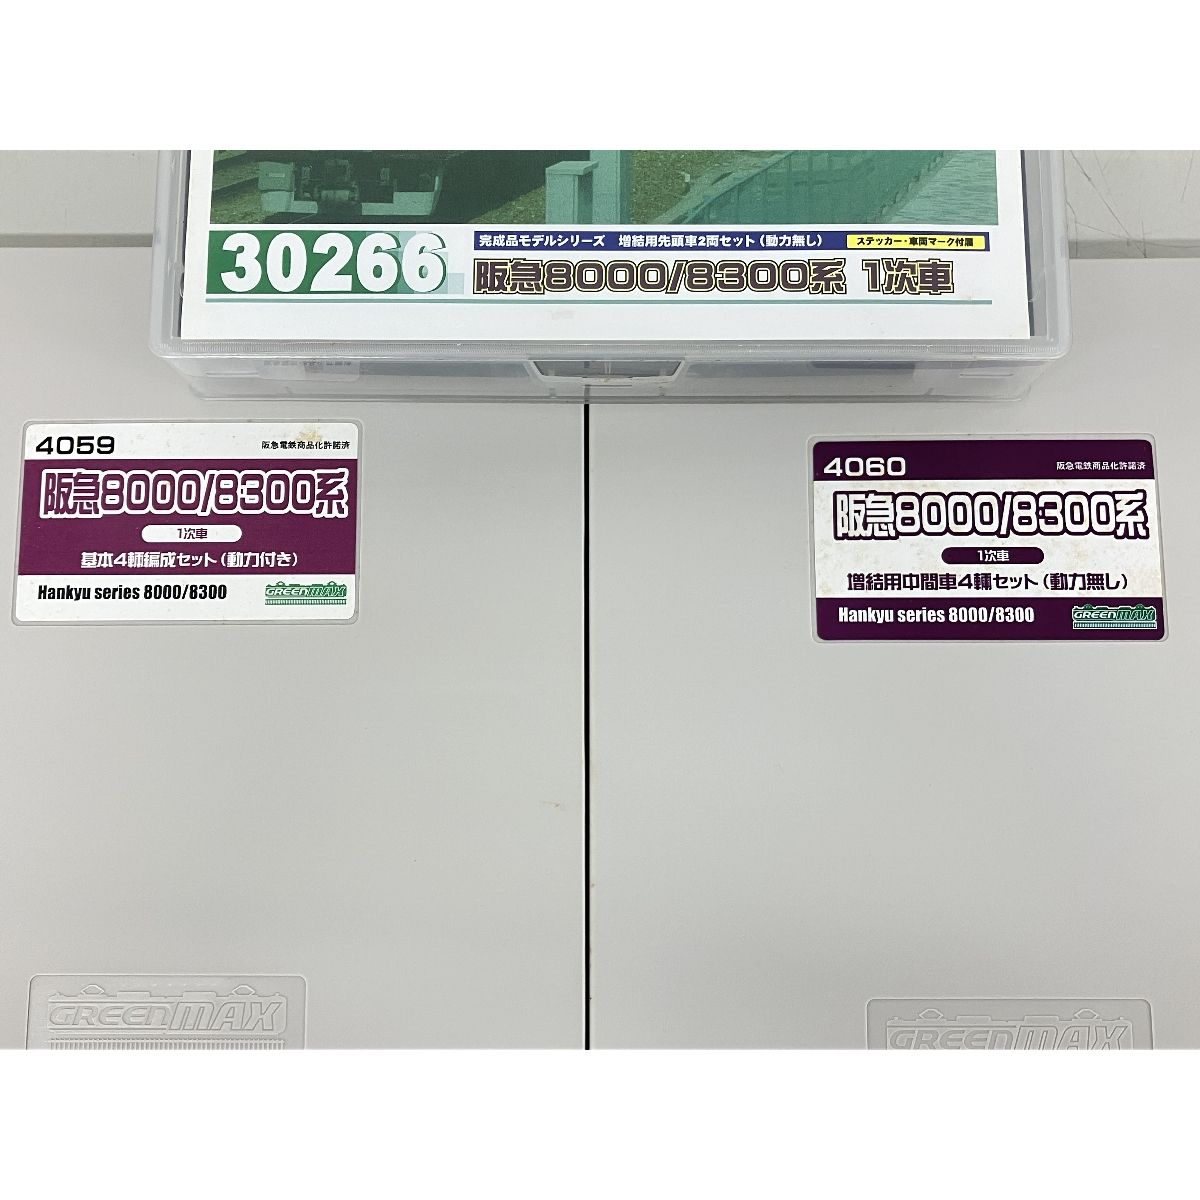 30266
完成品モデルシリーズ 増結用先頭車2両セット(動力無し)
ステッカー・車両マーク付属
阪急8000/8300系 1次車
4059
阪急電鉄商品化許諾済
阪急8000/8300系
1次車
基本4輌編成セット(動力付き)
Hankyu series 8000/8300
GREENMAX
4060
阪急電鉄商品化許諾済
阪急8000/8300系
1次車
増結用中間車4輌セット(動力無し)
Hankyu series 8000/8300
GREENMAX
GREENMAX
GREENMAX